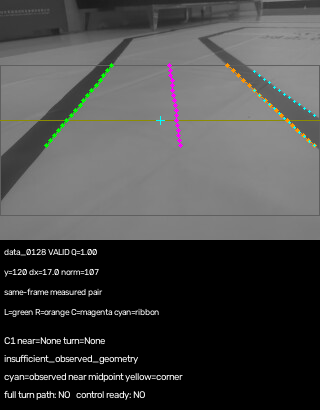 data_0128 VALID Q=1.00
y=120 dx=17.0 norm=107
same-frame measured pair
L=green R=orange C=magenta cyan=ribbon
C1 near=None turn=None
insufficient_observed_geometry
cyan=observed near midpoint yellow=corner
full turn path: NO control ready: NO